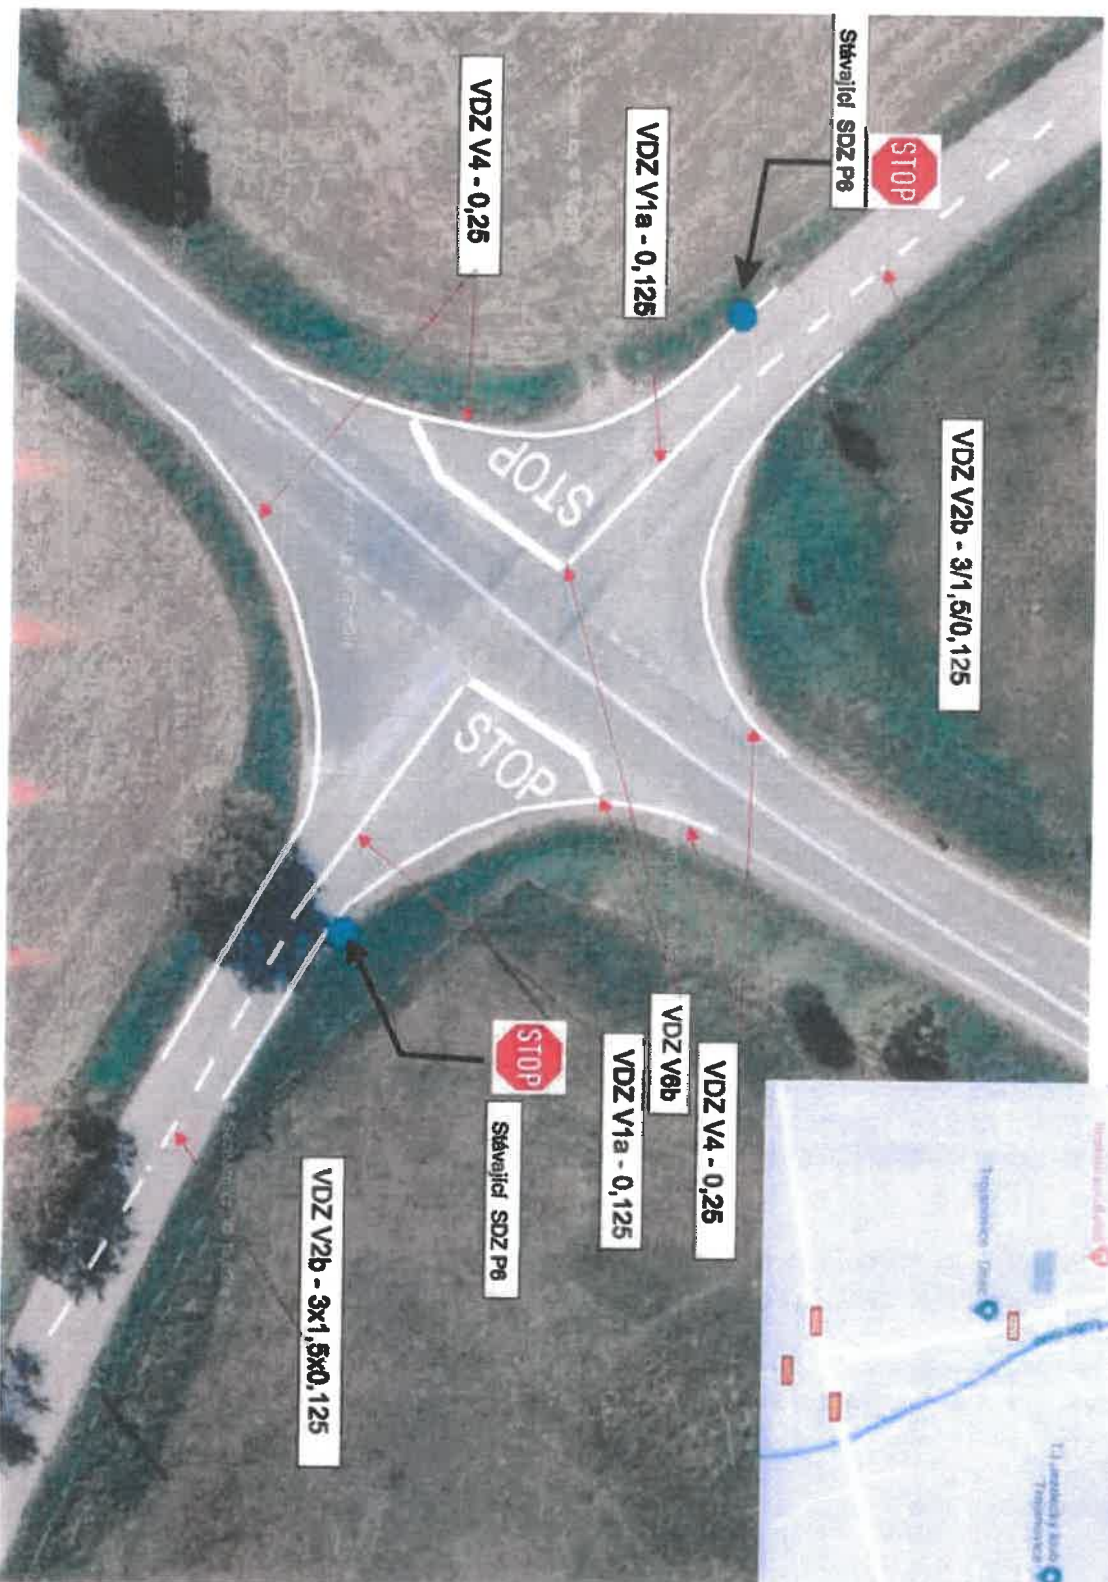 VDZ V2b - 3/1,5/0,125
STOP
Stávající SDZ P6
VDZ V4 - 0,25
VDZ V6b
VDZ V1a - 0,125
VDZ V1a - 0,125
STOP
STOP
STOP
Stávající SDZ P6
VDZ V4 - 0,25
VDZ V2b - 3x1,5x0,125